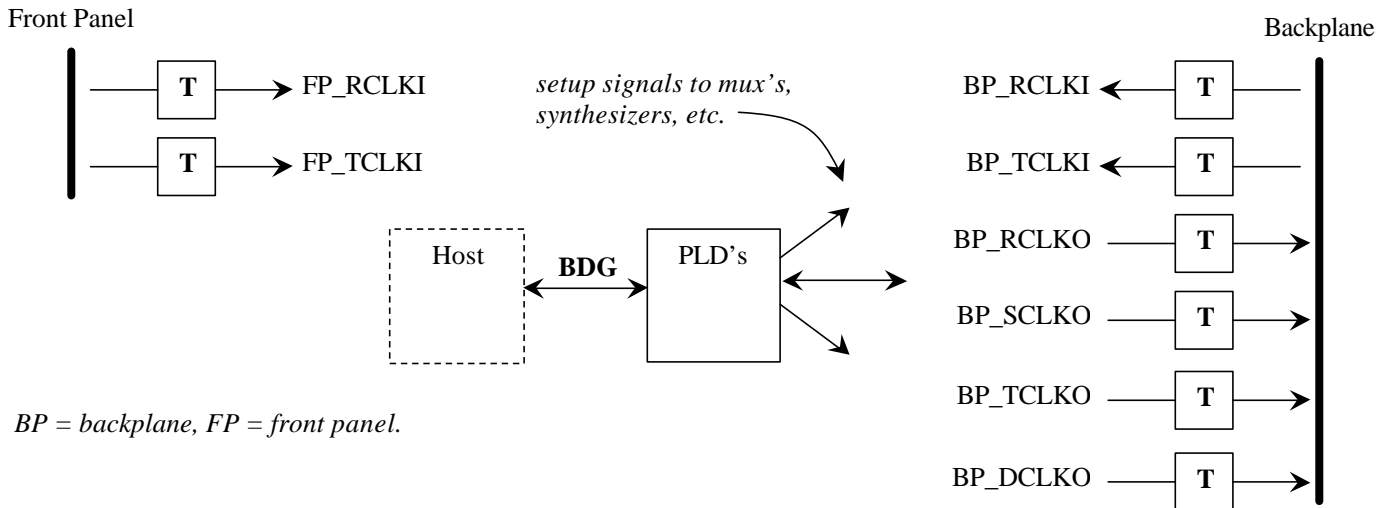 Front Panel
Backplane
T
FP_RCLKI
T
FP_TCLKI
setup signals to mux's,
synthesizers, etc.
BP_RCLKI
T
BP_TCLKI
T
BP_RCLKO
T
BP_SCLKO
T
BP_TCLKO
T
BP_DCLKO
T
Host
BDG
PLD's
BP = backplane, FP = front panel.